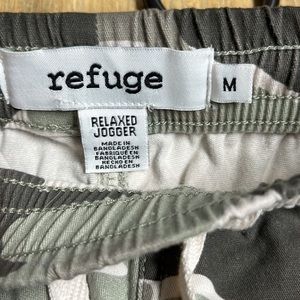 refuge
M
RELAXED
JOGGER
MADE IN
BANGLADESH
FABRIQUÉ EN
BANGLADESH
HECHO EN
BANGLADESH